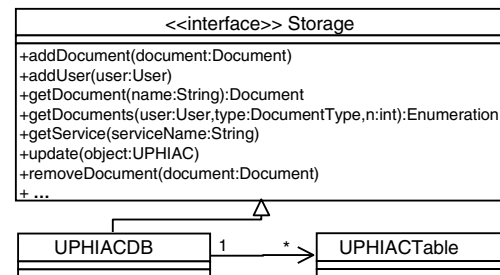 <<interface>> Storage
+addDocument(document:Document)
+addUser(user:User)
+getDocument(name:String):Document
+getDocuments(user:User,type:DocumentType,n:int):Enumeration
+getService(serviceName:String)
+update(object:UPHIAC)
+removeDocument(document:Document)
+ ...
UPHIACDB 1 * UPHIACTable